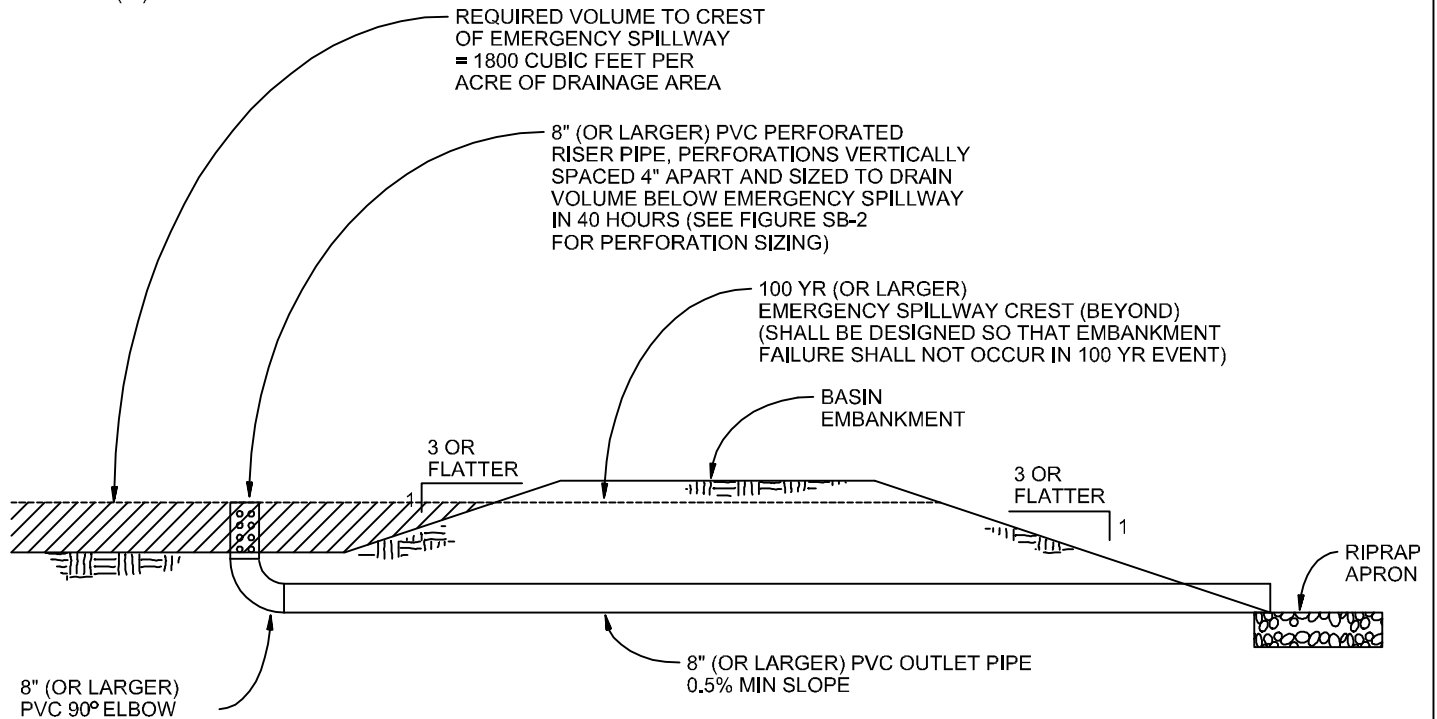 REQUIRED VOLUME TO CREST
OF EMERGENCY SPILLWAY
= 1800 CUBIC FEET PER
ACRE OF DRAINAGE AREA
8" (OR LARGER) PVC PERFORATED
RISER PIPE, PERFORATIONS VERTICALLY
SPACED 4" APART AND SIZED TO DRAIN
VOLUME BELOW EMERGENCY SPILLWAY
IN 40 HOURS (SEE FIGURE SB-2
FOR PERFORATION SIZING)
100 YR (OR LARGER)
EMERGENCY SPILLWAY CREST (BEYOND)
(SHALL BE DESIGNED SO THAT EMBANKMENT
FAILURE SHALL NOT OCCUR IN 100 YR EVENT)
BASIN
EMBANKMENT
3 OR
FLATTER
1
3 OR
FLATTER
1
RIPRAP
APRON
8" (OR LARGER) PVC OUTLET PIPE
0.5% MIN SLOPE
8" (OR LARGER)
PVC 90° ELBOW